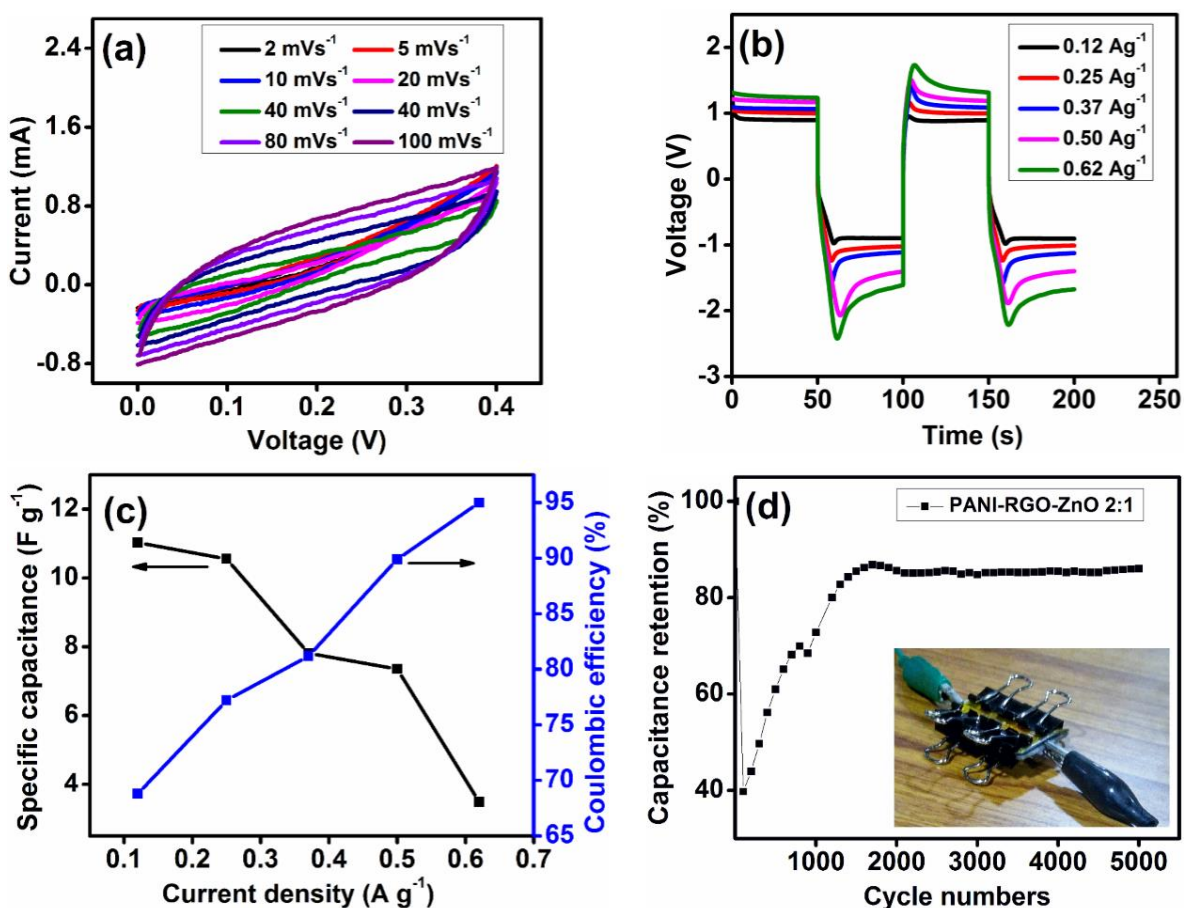 (a)
2 mVs⁻¹ 5 mVs⁻¹
10 mVs⁻¹ 20 mVs⁻¹
40 mVs⁻¹ 40 mVs⁻¹
80 mVs⁻¹ 100 mVs⁻¹
2.4
1.6
0.8
0.0
-0.8
Current (mA)
0.0 0.1 0.2 0.3 0.4
Voltage (V)
(b)
0.12 Ag⁻¹
0.25 Ag⁻¹
0.37 Ag⁻¹
0.50 Ag⁻¹
0.62 Ag⁻¹
2
1
0
-1
-2
-3
Voltage (V)
0 50 100 150 200 250
Time (s)
(c)
12
10
8
6
4
Specific capacitance (F g⁻¹)
95
90
85
80
75
70
65
Coulombic efficiency (%)
0.1 0.2 0.3 0.4 0.5 0.6 0.7
Current density (A g⁻¹)
(d)
PANI-RGO-ZnO 2:1
100
80
60
40
Capacitance retention (%)
1000 2000 3000 4000 5000
Cycle numbers